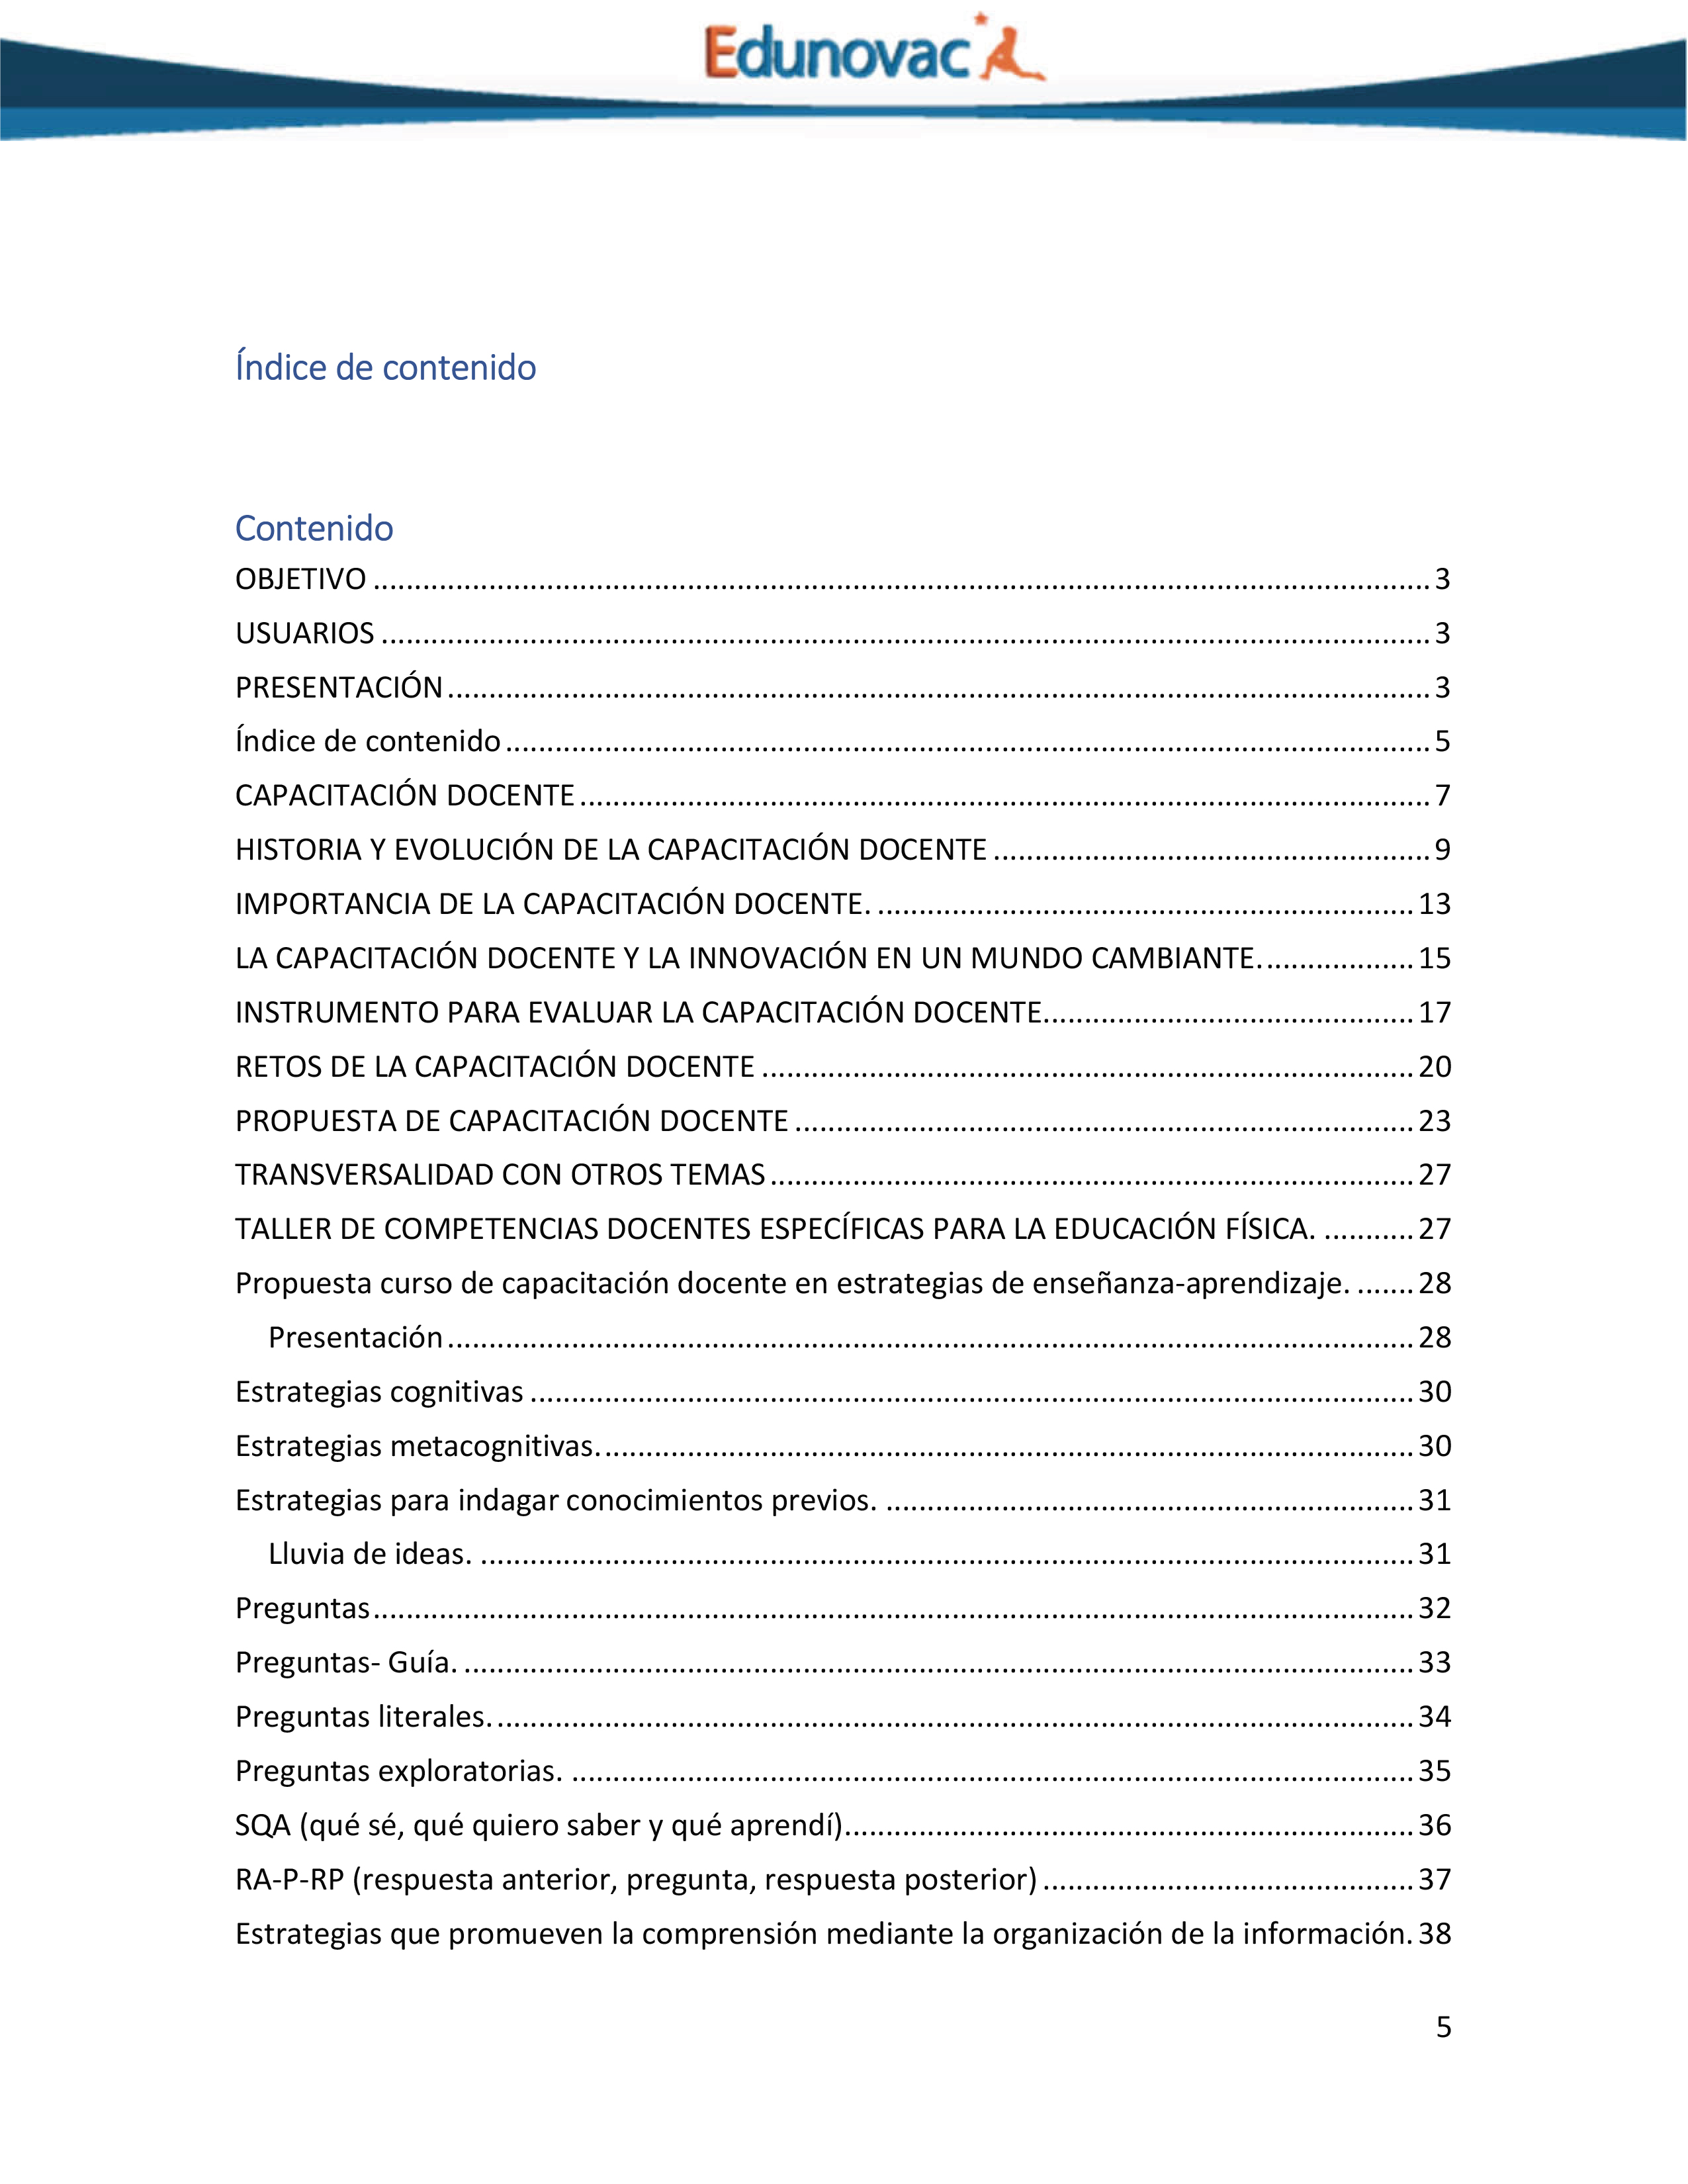 Edunovac
Índice de contenido
Contenido
OBJETIVO ........................................ 3
USUARIOS ........................................ 3
PRESENTACIÓN ........................................ 3
Índice de contenido ........................................ 5
CAPACITACIÓN DOCENTE ........................................ 7
HISTORIA Y EVOLUCIÓN DE LA CAPACITACIÓN DOCENTE ........................................ 9
IMPORTANCIA DE LA CAPACITACIÓN DOCENTE. ........................................ 13
LA CAPACITACIÓN DOCENTE Y LA INNOVACIÓN EN UN MUNDO CAMBIANTE. .................. 15
INSTRUMENTO PARA EVALUAR LA CAPACITACIÓN DOCENTE. ........................................ 17
RETOS DE LA CAPACITACIÓN DOCENTE ........................................ 20
PROPUESTA DE CAPACITACIÓN DOCENTE ........................................ 23
TRANSVERSALIDAD CON OTROS TEMAS ........................................ 27
TALLER DE COMPETENCIAS DOCENTES ESPECÍFICAS PARA LA EDUCACIÓN FÍSICA. ........... 27
Propuesta curso de capacitación docente en estrategias de enseñanza-aprendizaje. ....... 28
Presentación ........................................ 28
Estrategias cognitivas ........................................ 30
Estrategias metacognitivas. ........................................ 30
Estrategias para indagar conocimientos previos. ........................................ 31
Lluvia de ideas. ........................................ 31
Preguntas ........................................ 32
Preguntas- Guía. ........................................ 33
Preguntas literales. ........................................ 34
Preguntas exploratorias. ........................................ 35
SQA (qué sé, qué quiero saber y qué aprendí) ........................................ 36
RA-P-RP (respuesta anterior, pregunta, respuesta posterior) ........................................ 37
Estrategias que promueven la comprensión mediante la organización de la información. 38
5